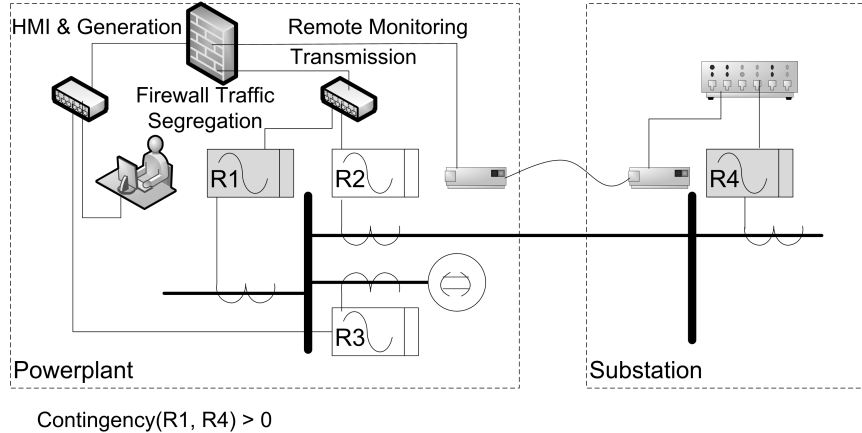 HMI & Generation
Remote Monitoring
Transmission
Firewall Traffic
Segregation
R1
R2
R4
R3
Powerplant
Substation
Contingency(R1, R4) > 0